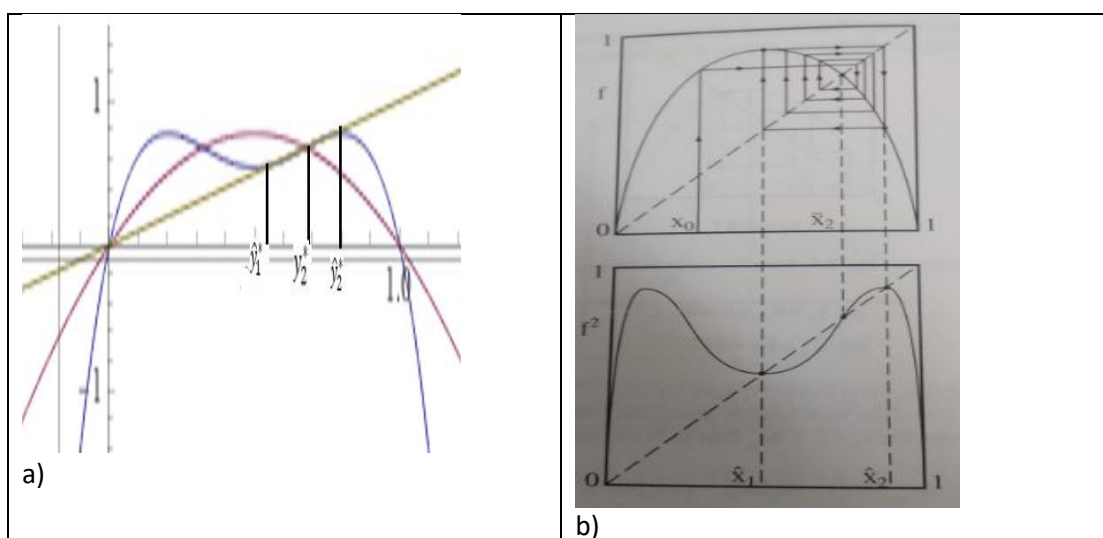 1
ŷ₁* y₂* ŷ₂*
1.0
-1
a)
1
f
0 x₀ x̄₂ 1
1
f²
0 x̂₁ x̂₂ 1
b)